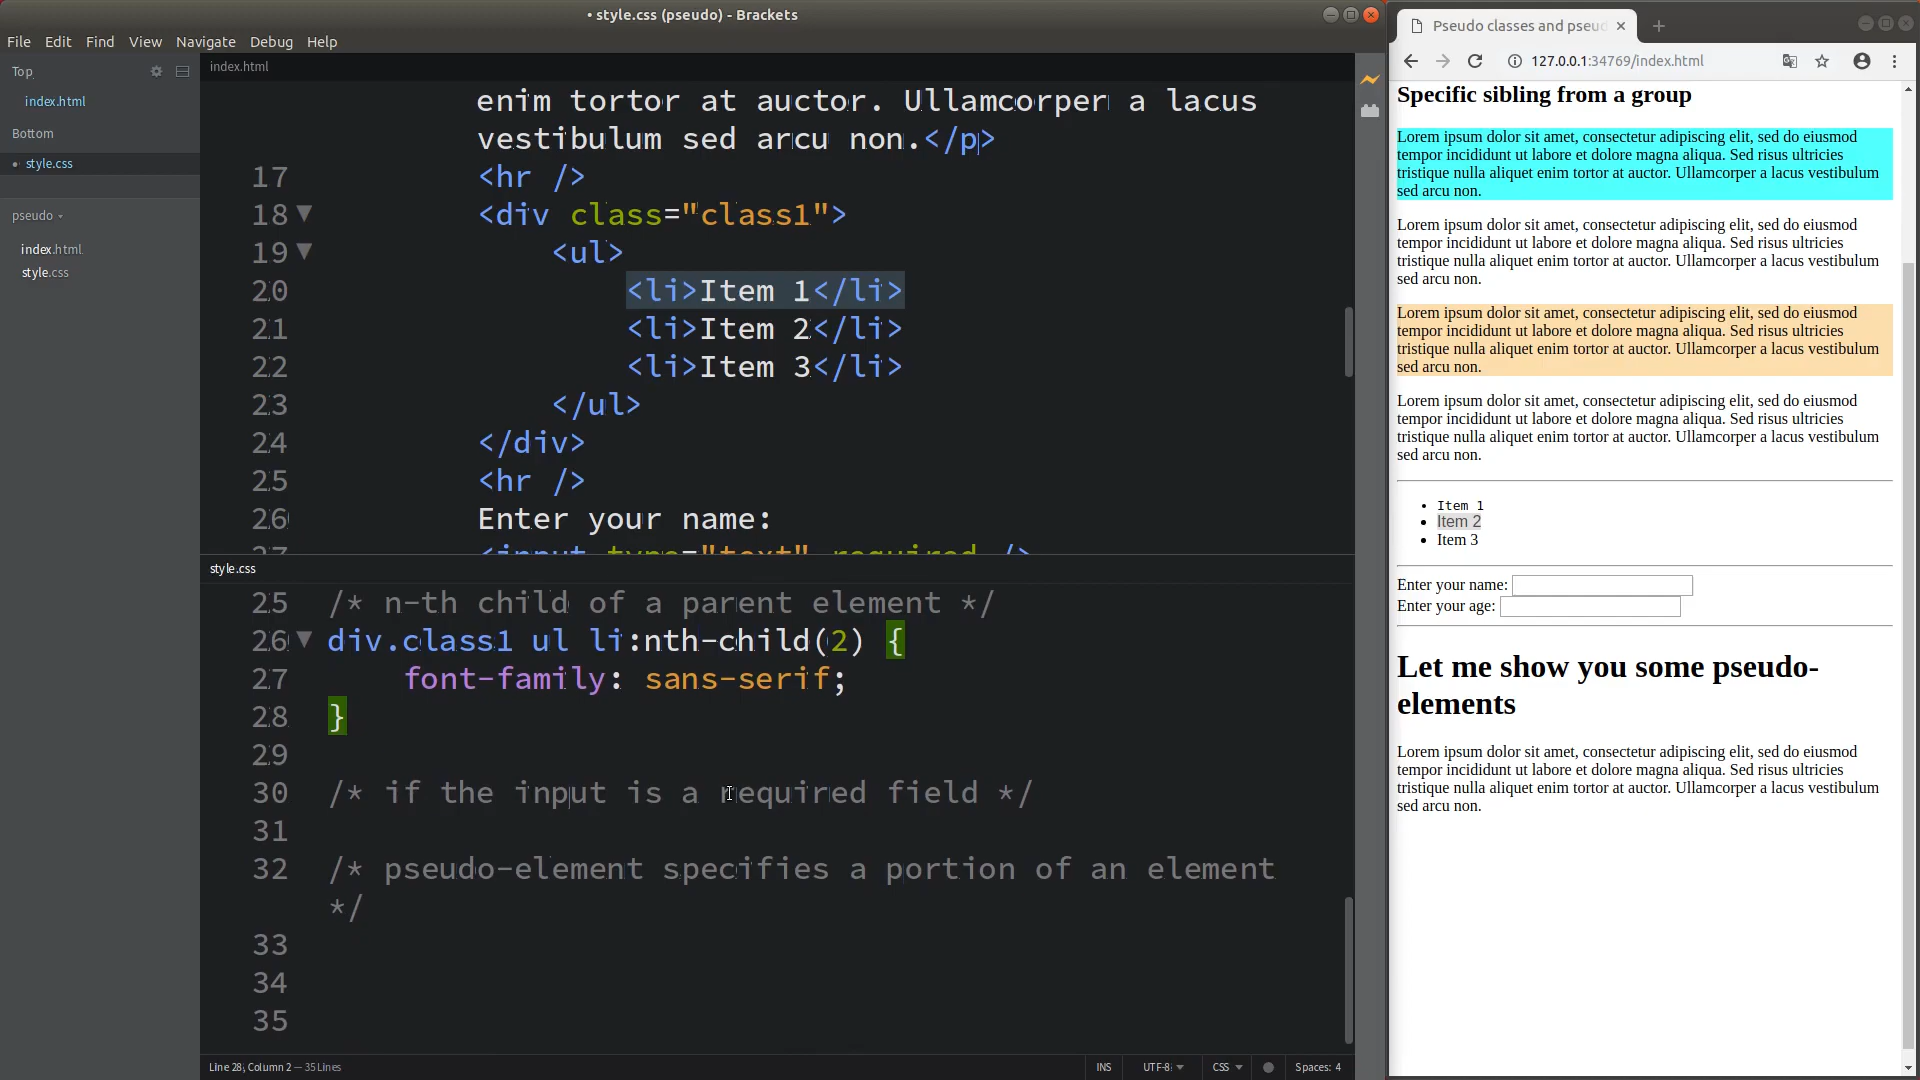 • style.css (pseudo) - Brackets
File Edit Find View Navigate Debug Help
Top
index.html
Bottom
• style.css
pseudo
index.html
style.css
index.html
enim tortor at auctor. Ullamcorper a lacus
vestibulum sed arcu non.</p>
17 <hr />
18 <div class="class1">
19 <ul>
20 <li>Item 1</li>
21 <li>Item 2</li>
22 <li>Item 3</li>
23 </ul>
24 </div>
25 <hr />
26 Enter your name:
27 <input type="text" required />
style.css
25 /* n-th child of a parent element */
26 div.class1 ul li:nth-child(2) {
27 font-family: sans-serif;
28 }
29
30 /* if the input is a required field */
31
32 /* pseudo-element specifies a portion of an element
*/
33
34
35
Line 28, Column 2 — 35 Lines
INS UTF-8 CSS Spaces: 4
Pseudo classes and pseud
127.0.0.1:34769/index.html
Specific sibling from a group
Lorem ipsum dolor sit amet, consectetur adipiscing elit, sed do eiusmod
tempor incididunt ut labore et dolore magna aliqua. Sed risus ultricies
tristique nulla aliquet enim tortor at auctor. Ullamcorper a lacus vestibulum
sed arcu non.
Lorem ipsum dolor sit amet, consectetur adipiscing elit, sed do eiusmod
tempor incididunt ut labore et dolore magna aliqua. Sed risus ultricies
tristique nulla aliquet enim tortor at auctor. Ullamcorper a lacus vestibulum
sed arcu non.
Lorem ipsum dolor sit amet, consectetur adipiscing elit, sed do eiusmod
tempor incididunt ut labore et dolore magna aliqua. Sed risus ultricies
tristique nulla aliquet enim tortor at auctor. Ullamcorper a lacus vestibulum
sed arcu non.
Lorem ipsum dolor sit amet, consectetur adipiscing elit, sed do eiusmod
tempor incididunt ut labore et dolore magna aliqua. Sed risus ultricies
tristique nulla aliquet enim tortor at auctor. Ullamcorper a lacus vestibulum
sed arcu non.
• Item 1
• Item 2
• Item 3
Enter your name:
Enter your age:
Let me show you some pseudo-
elements
Lorem ipsum dolor sit amet, consectetur adipiscing elit, sed do eiusmod
tempor incididunt ut labore et dolore magna aliqua. Sed risus ultricies
tristique nulla aliquet enim tortor at auctor. Ullamcorper a lacus vestibulum
sed arcu non.